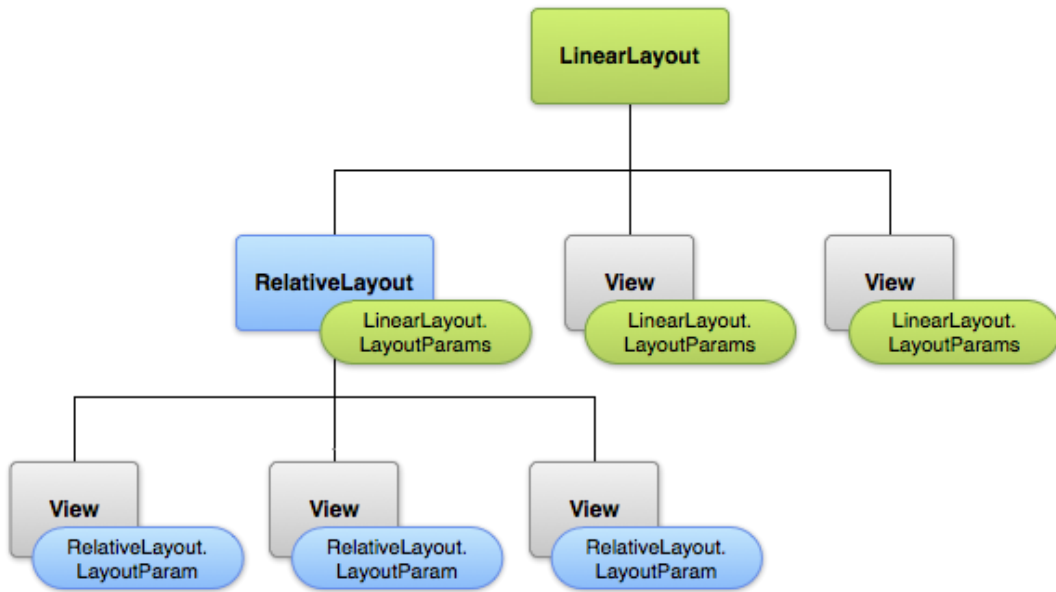 LinearLayout
RelativeLayout
LinearLayout.
LayoutParams
View
LinearLayout.
LayoutParams
View
LinearLayout.
LayoutParams
View
RelativeLayout.
LayoutParam
View
RelativeLayout.
LayoutParam
View
RelativeLayout.
LayoutParam